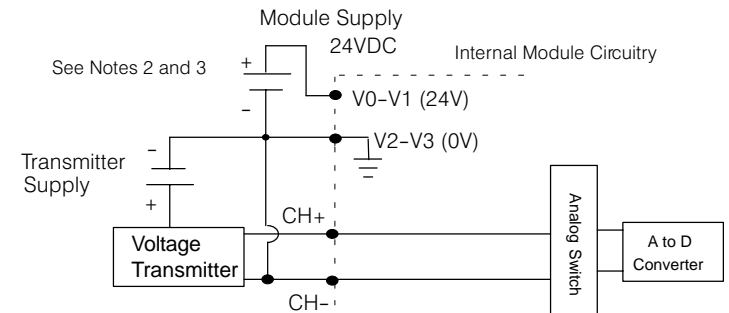 Module Supply
24VDC
Internal Module Circuitry
See Notes 2 and 3
+
V0-V1 (24V)
-
V2-V3 (0V)
-
Transmitter
Supply
+
CH+
Voltage
Transmitter
Analog Switch
A to D
Converter
CH-